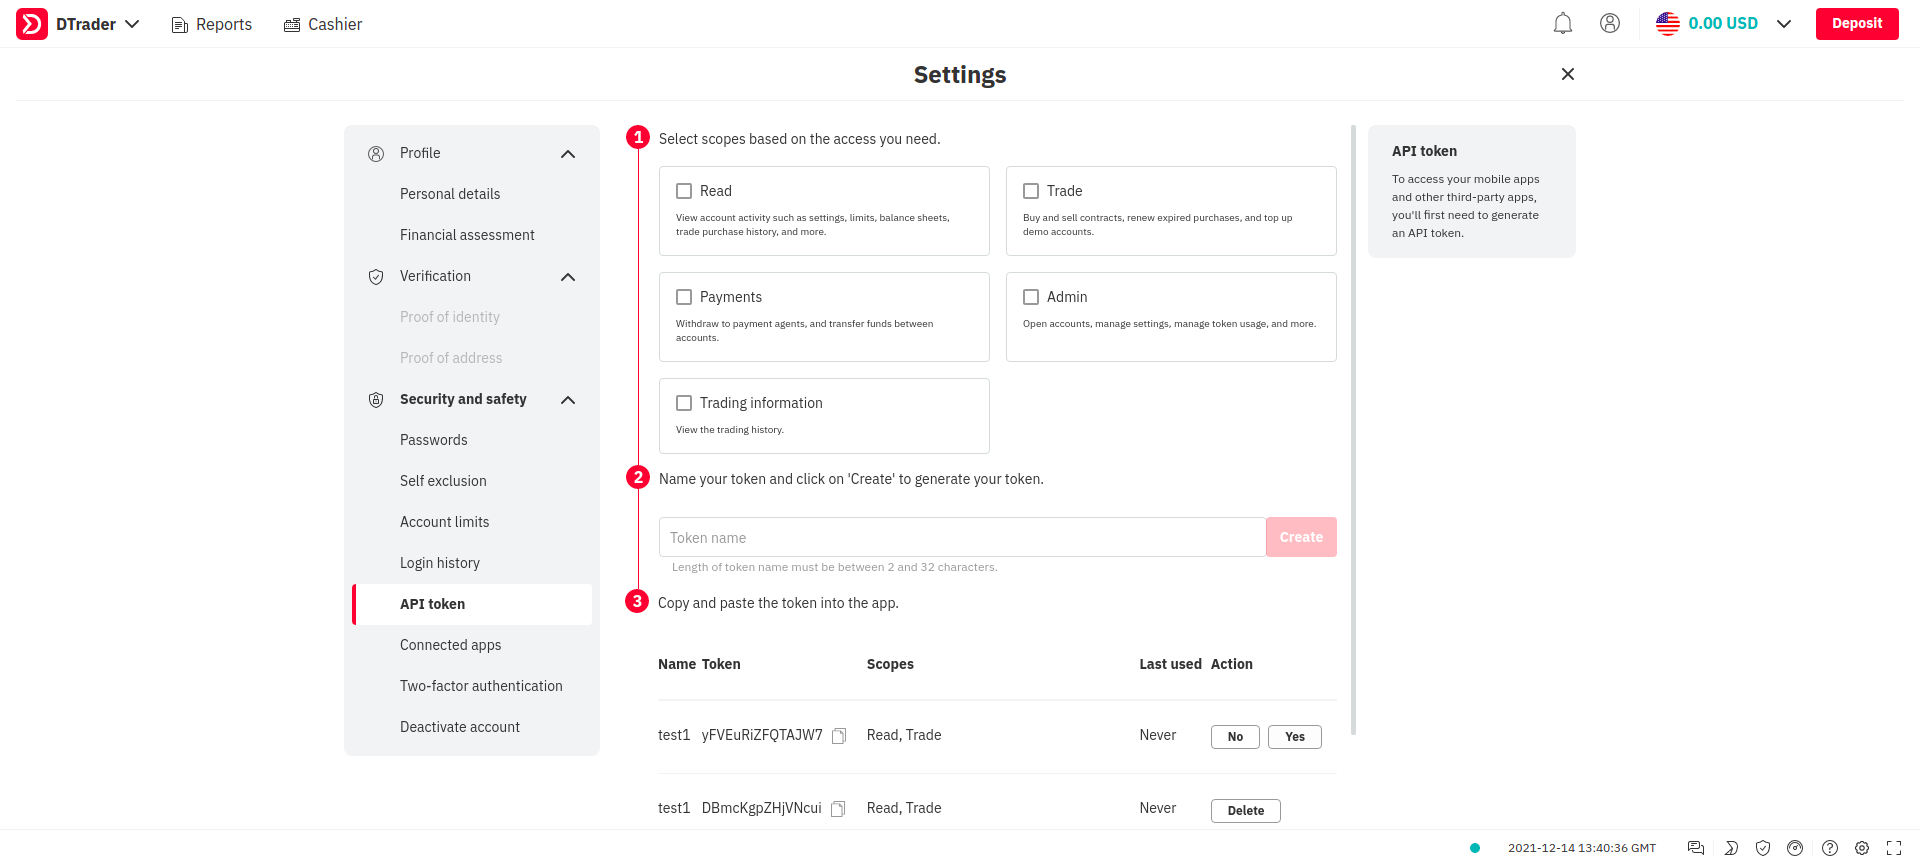 DTrader
Reports
Cashier
0.00 USD
Deposit
Settings
Profile
Personal details
Financial assessment
Verification
Proof of identity
Proof of address
Security and safety
Passwords
Self exclusion
Account limits
Login history
API token
Connected apps
Two-factor authentication
Deactivate account
1 Select scopes based on the access you need.
Read
View account activity such as settings, limits, balance sheets,
trade purchase history, and more.
Trade
Buy and sell contracts, renew expired purchases, and top up
demo accounts.
Payments
Withdraw to payment agents, and transfer funds between
accounts.
Admin
Open accounts, manage settings, manage token usage, and more.
Trading information
View the trading history.
2 Name your token and click on 'Create' to generate your token.
Token name
Create
Length of token name must be between 2 and 32 characters.
3 Copy and paste the token into the app.
Name Token Scopes Last used Action
test1 yFVEuRiZFQTAJW7 Read, Trade Never No Yes
test1 DBmcKgpZHjVNcui Read, Trade Never Delete
API token
To access your mobile apps
and other third-party apps,
you'll first need to generate
an API token.
2021-12-14 13:40:36 GMT